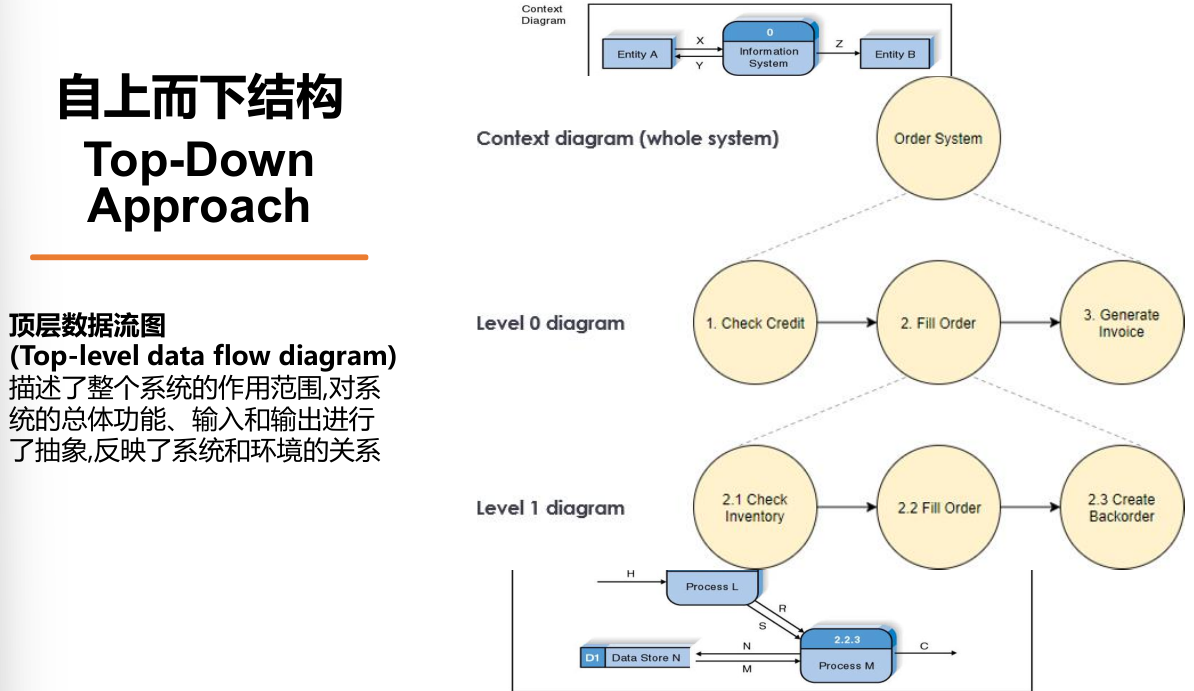 自上而下结构
Top-Down
Approach
顶层数据流图
(Top-level data flow diagram)
描述了整个系统的作用范围,对系
统的总体功能、输入和输出进行
了抽象,反映了系统和环境的关系
Context
Diagram
Entity A
X
Y
0
Information
System
Z
Entity B
Context diagram (whole system)
Order System
Level 0 diagram
1. Check Credit
2. Fill Order
3. Generate
Invoice
Level 1 diagram
2.1 Check
Inventory
2.2 Fill Order
2.3 Create
Backorder
H
Process L
R
S
D1
Data Store N
N
M
2.2.3
Process M
C